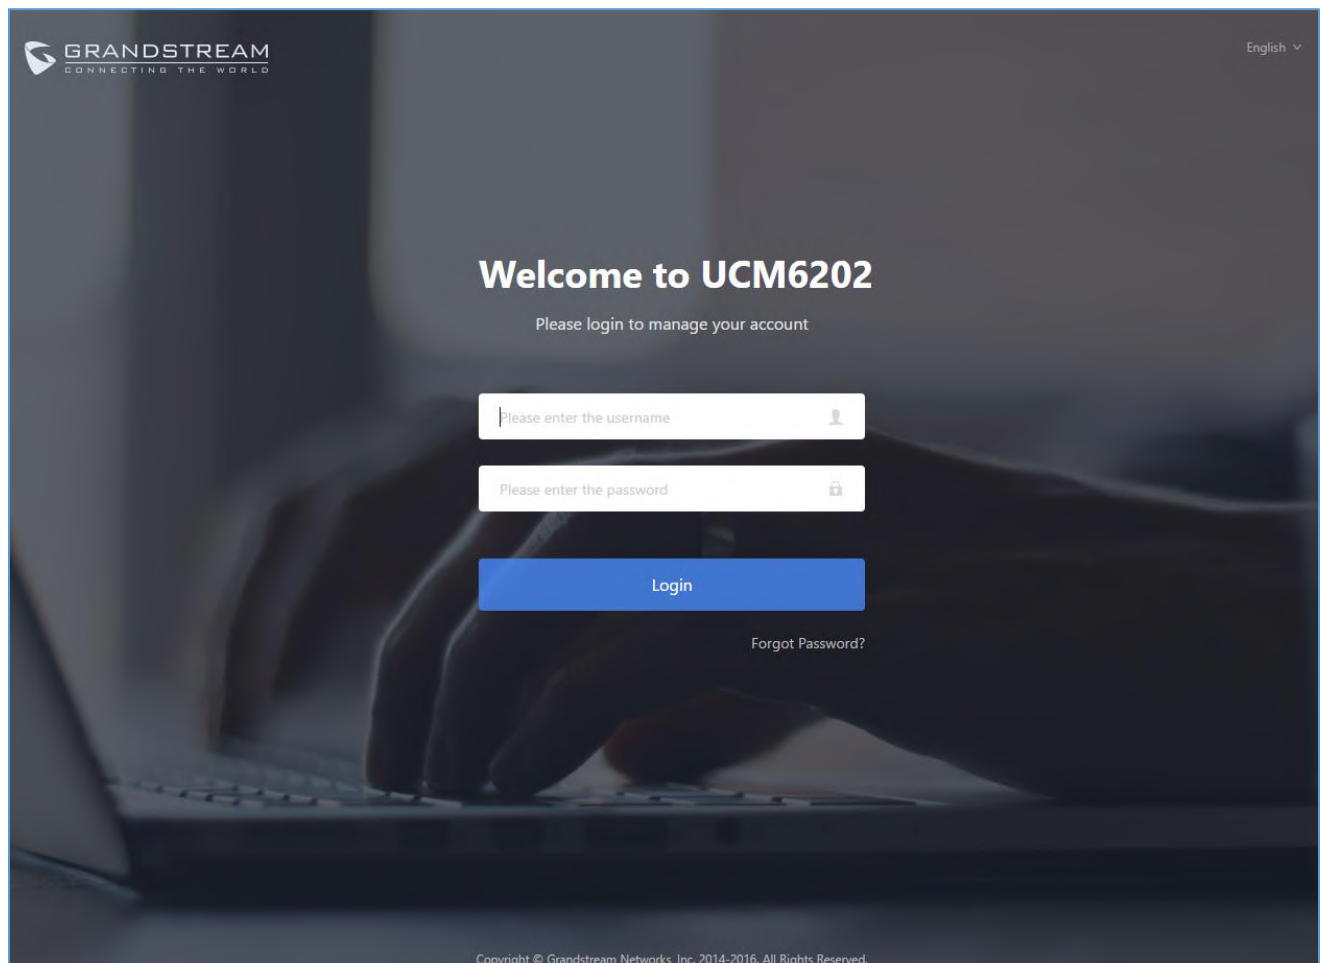 GRANDSTREAM
CONNECTING THE WORLD
English
Welcome to UCM6202
Please login to manage your account
Please enter the username
Please enter the password
Login
Forgot Password?
Copyright © Grandstream Networks, Inc. 2014-2016. All Rights Reserved.